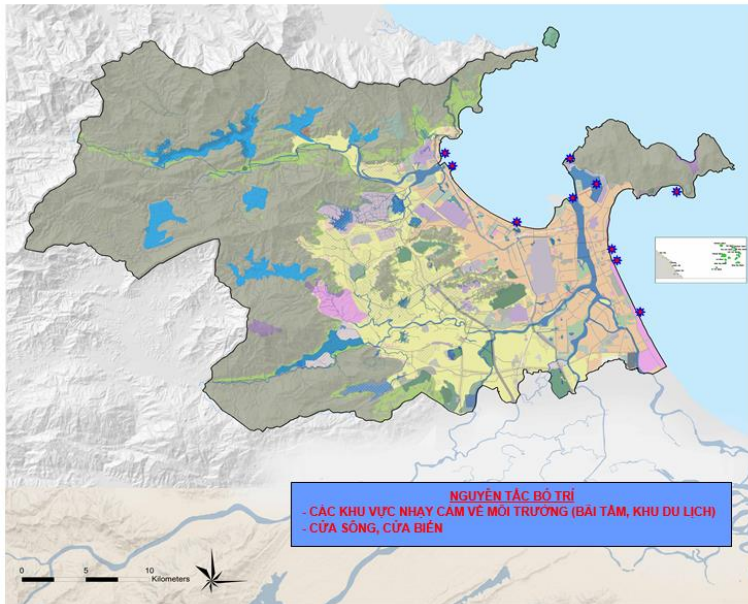 NGUYÊN TẮC BỐ TRÍ
- CÁC KHU VỰC NHẠY CẢM VỀ MÔI TRƯỜNG (BÃI TẮM, KHU DU LỊCH)
- CỬA SÔNG, CỬA BIỂN
0 5 10
Kilometers